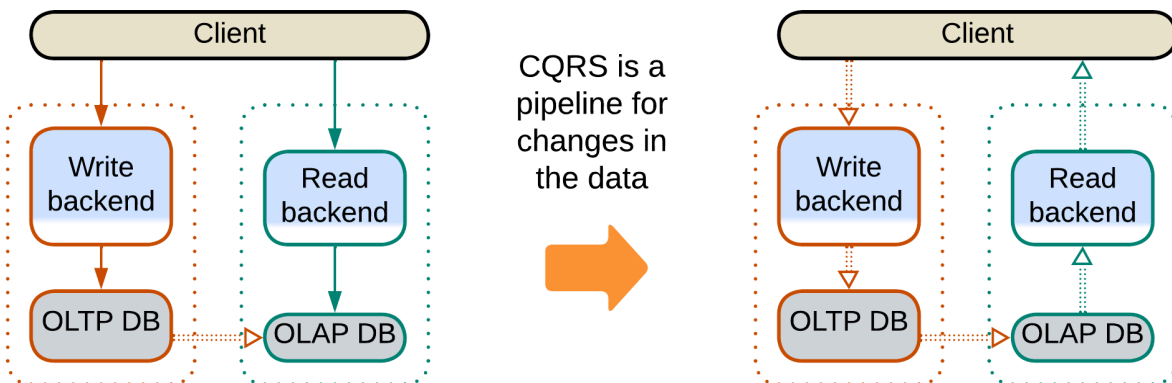 Client
Write
backend
Read
backend
OLTP DB
OLAP DB
CQRS is a
pipeline for
changes in
the data
Client
Write
backend
Read
backend
OLTP DB
OLAP DB